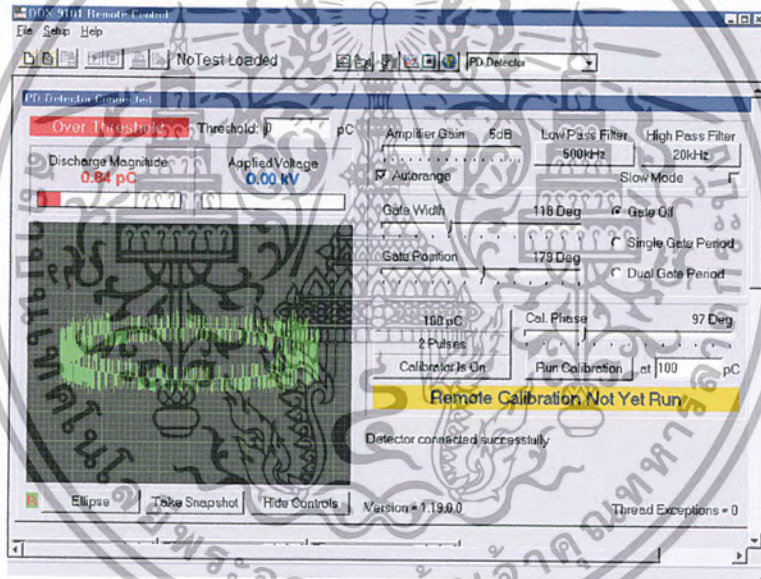 DDX 9101 Remote Control
File Setup Help
NoTest Loaded PD Detector
PD Detector Connected
Over Threshold Threshold: 0 pC
Discharge Magnitude Applied Voltage
0.84 pC 0.00 kV
Amplifier Gain 5dB Low Pass Filter High Pass Filter
500kHz 20kHz
Autorange Slow Mode
Gate Width 118 Deg Gate Off
Single Gate Period
Gate Position 179 Deg
Dual Gate Period
100 pC Cal. Phase 97 Deg
2 Pulses
Calibrator Is On Run Calibration at 100 pC
Remote Calibration Not Yet Run
Detector connected successfully
R Ellipse Take Snapshot Hide Controls Version = 1.19.0.0 Thread Exceptions = 0